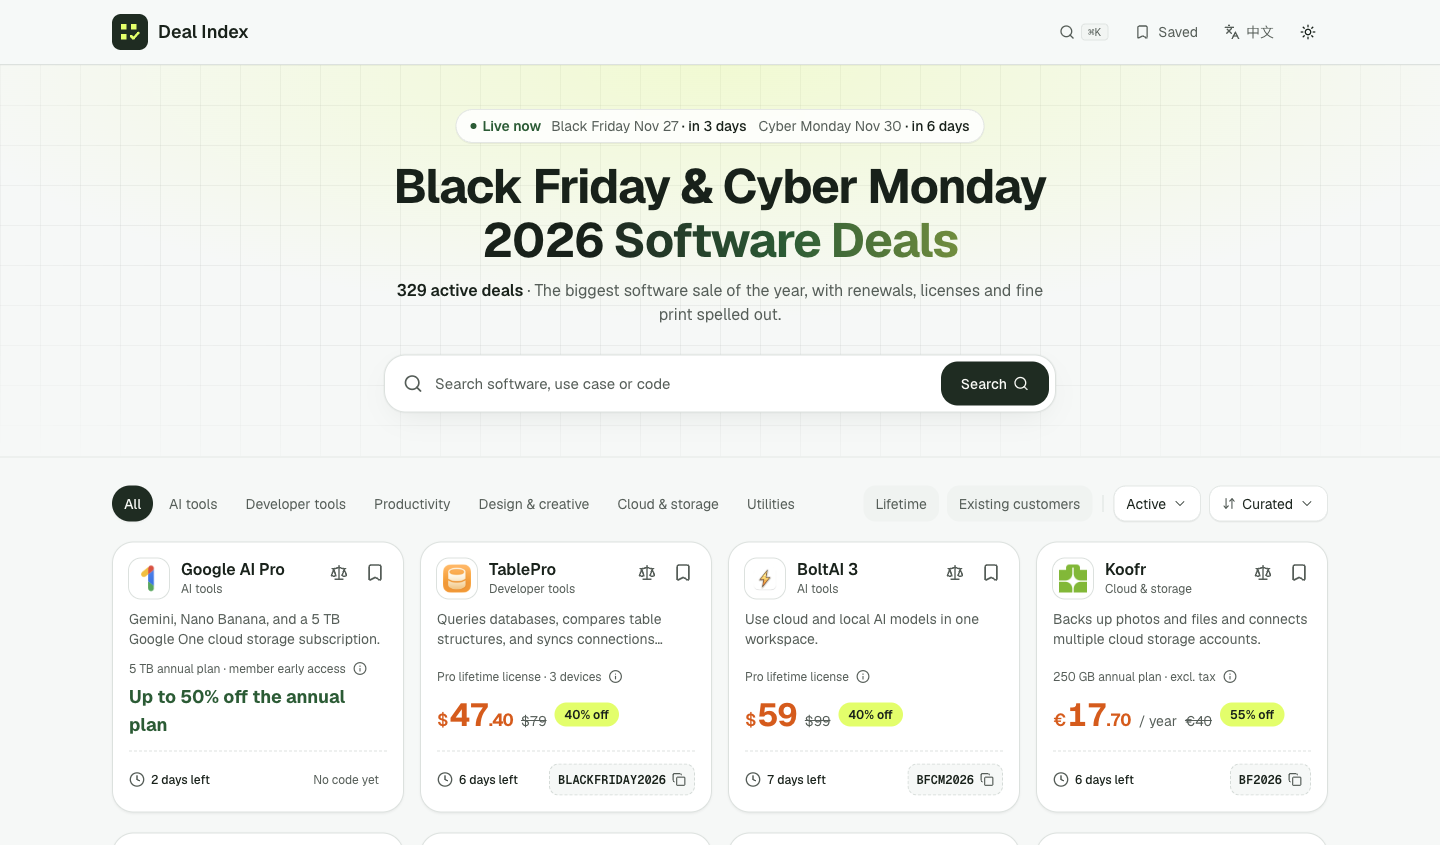 Deal Index
⌘K
Saved
中文
Live now Black Friday Nov 27 · in 3 days Cyber Monday Nov 30 · in 6 days
Black Friday & Cyber Monday
2026 Software Deals
329 active deals · The biggest software sale of the year, with renewals, licenses and fine
print spelled out.
Search software, use case or code
Search
All AI tools Developer tools Productivity Design & creative Cloud & storage Utilities Lifetime Existing customers Active Curated
Google AI Pro
AI tools
Gemini, Nano Banana, and a 5 TB
Google One cloud storage subscription.
5 TB annual plan · member early access
Up to 50% off the annual
plan
2 days left
No code yet
TablePro
Developer tools
Queries databases, compares table
structures, and syncs connections...
Pro lifetime license · 3 devices
$47.40 $79 40% off
6 days left
BLACKFRIDAY2026
BoltAI 3
AI tools
Use cloud and local AI models in one
workspace.
Pro lifetime license
$59 $99 40% off
7 days left
BFCM2026
Koofr
Cloud & storage
Backs up photos and files and connects
multiple cloud storage accounts.
250 GB annual plan · excl. tax
€17.70 / year €40 55% off
6 days left
BF2026